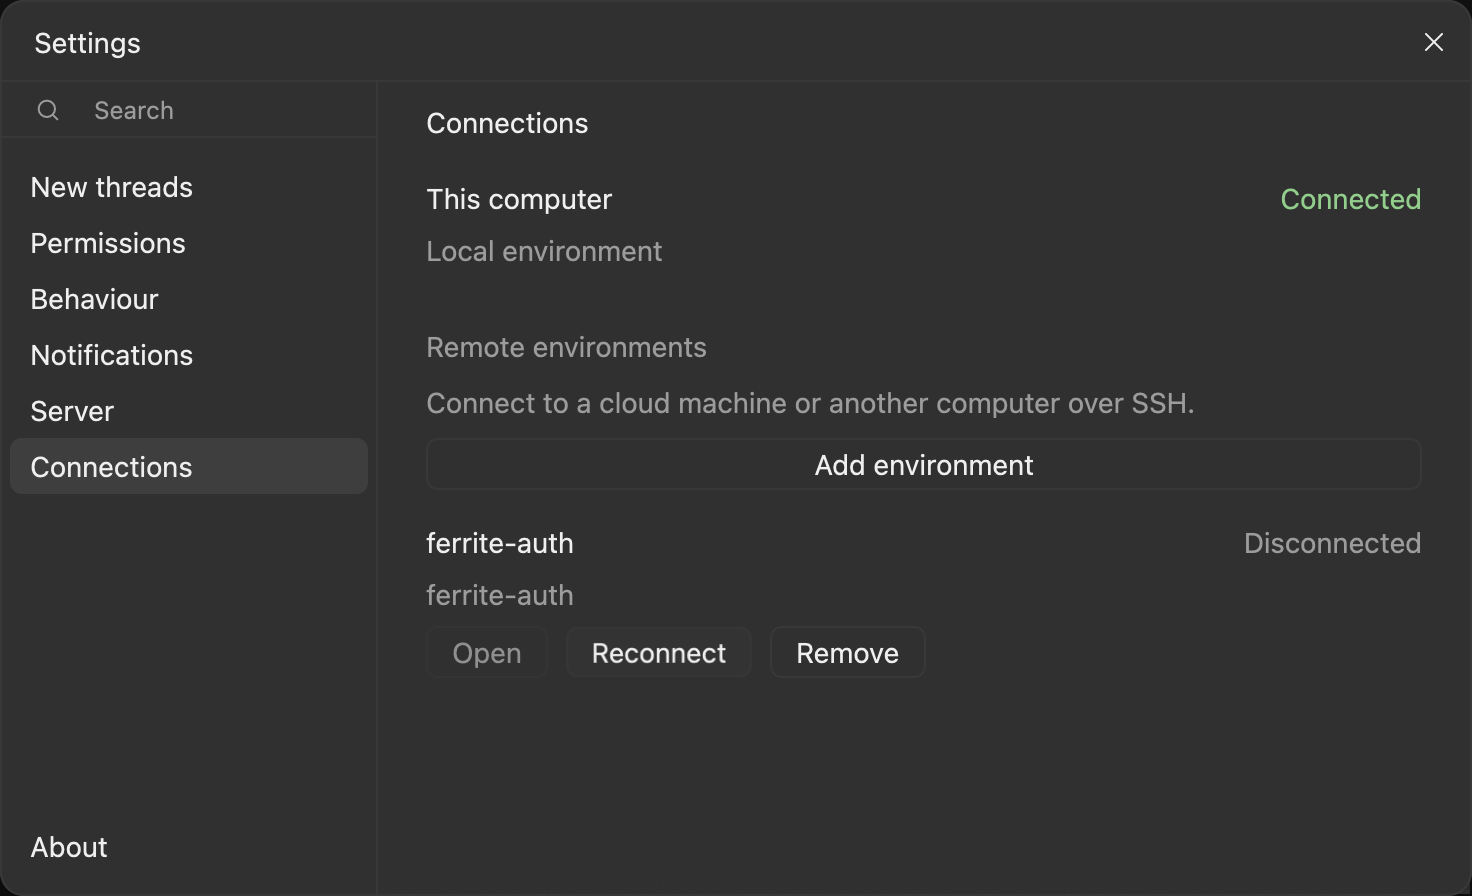 Settings
Search
New threads
Permissions
Behaviour
Notifications
Server
Connections
About
Connections
This computer
Connected
Local environment
Remote environments
Connect to a cloud machine or another computer over SSH.
Add environment
ferrite-auth
Disconnected
ferrite-auth
Open
Reconnect
Remove